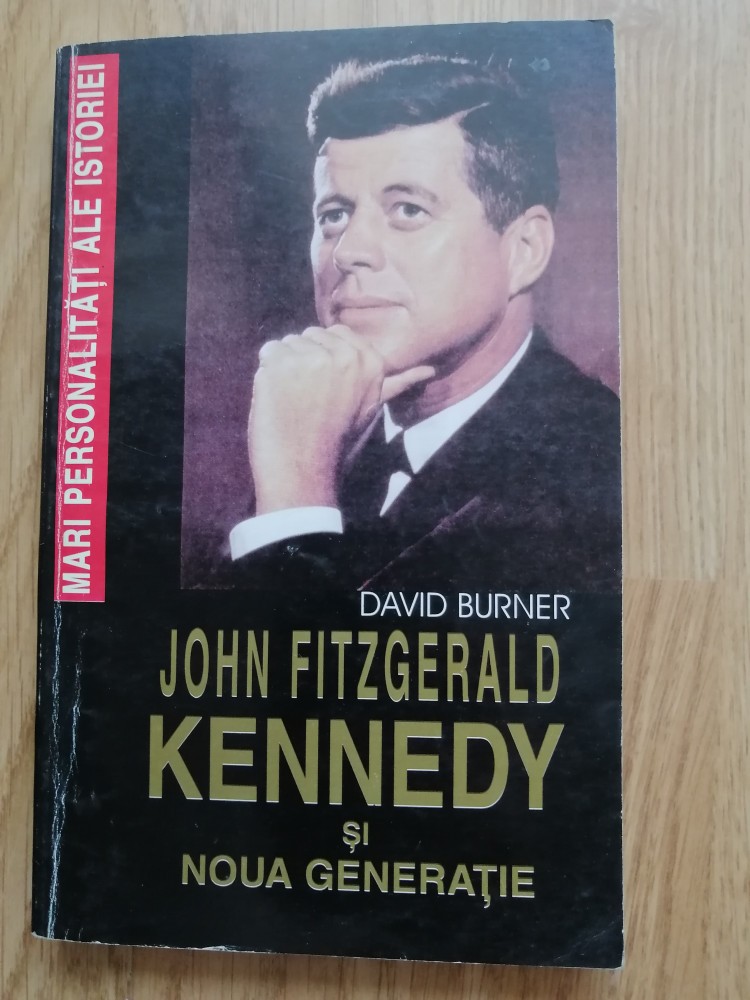 MARI PERSONALITĂȚI ALE ISTORIEI
DAVID BURNER
JOHN FITZGERALD
KENNEDY
ȘI
NOUA GENERAȚIE